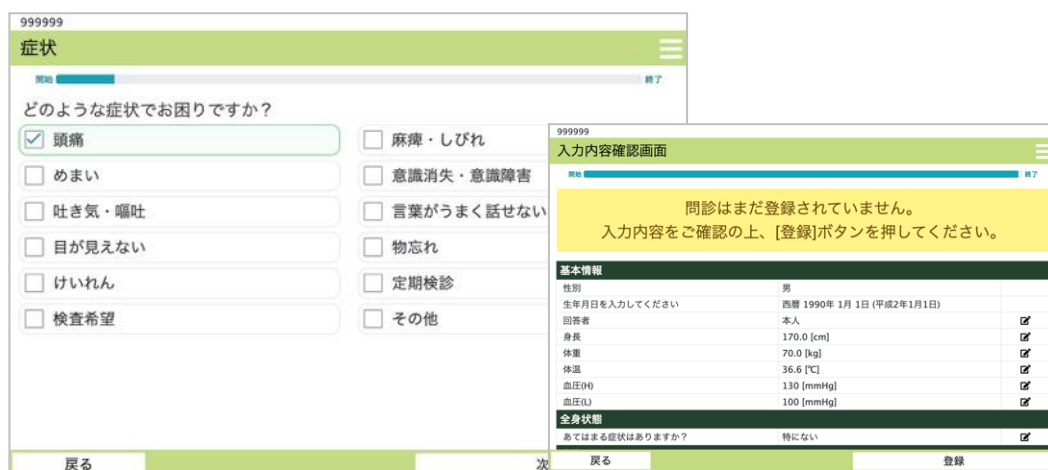 999999
症状
開始
終了
どのような症状でお困りですか?
頭痛
麻痺・しびれ
めまい
意識消失・意識障害
吐き気・嘔吐
言葉がうまく話せない
目が見えない
物忘れ
けいれん
定期検診
検査希望
その他
戻る
次
999999
入力内容確認画面
開始
終了
問診はまだ登録されていません。
入力内容をご確認の上、[登録]ボタンを押してください。
基本情報
性別 男
生年月日を入力してください 西暦 1990年 1月 1日 (平成2年1月1日)
回答者 本人
身長 170.0 [cm]
体重 70.0 [kg]
体温 36.6 [℃]
血圧(H) 130 [mmHg]
血圧(L) 100 [mmHg]
全身状態
あてはまる症状はありますか? 特にない
戻る
登録